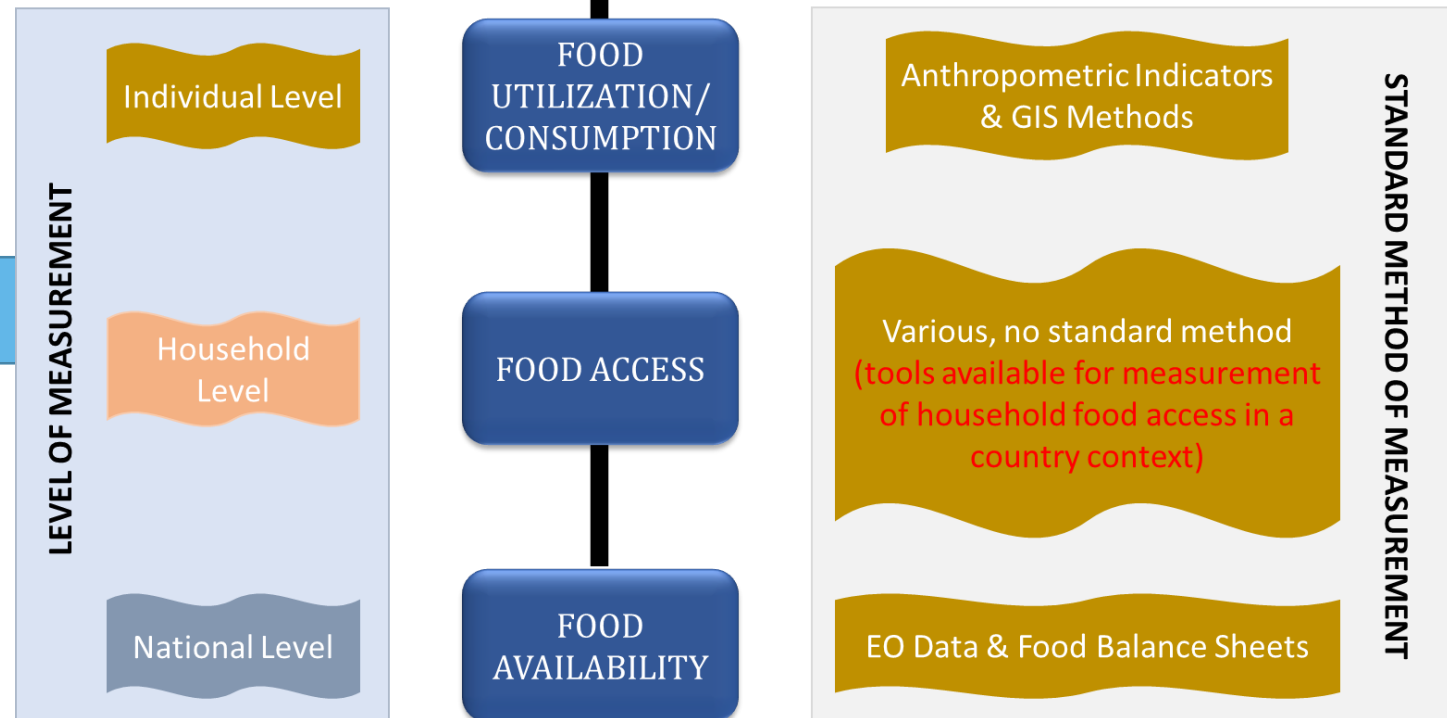 LEVEL OF MEASUREMENT
Individual Level
Household
Level
National Level
FOOD
UTILIZATION/
CONSUMPTION
FOOD ACCESS
FOOD
AVAILABILITY
Anthropometric Indicators
& GIS Methods
Various, no standard method
(tools available for measurement
of household food access in a
country context)
EO Data & Food Balance Sheets
STANDARD METHOD OF MEASUREMENT